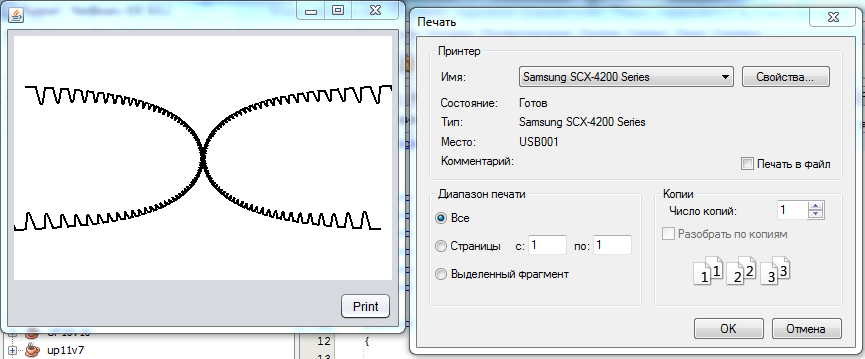 Print
Печать
Принтер
Имя: Samsung SCX-4200 Series Свойства...
Состояние: Готов
Тип: Samsung SCX-4200 Series
Место: USB001
Комментарий: Печать в файл
Диапазон печати
Все
Страницы с: 1 по: 1
Выделенный фрагмент
Копии
Число копий: 1
Разобрать по копиям
1 1 2 2 3 3
OK Отмена
up11v7
12 {
13